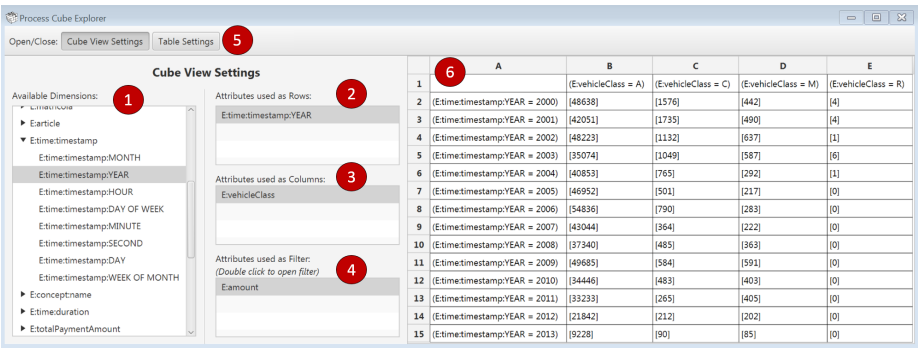 Process Cube Explorer
Open/Close: Cube View Settings Table Settings 5
Cube View Settings
Available Dimensions: 1
E:matricola
E:article
E:time:timestamp
E:time:timestamp:MONTH
E:time:timestamp:YEAR
E:time:timestamp:HOUR
E:time:timestamp:DAY OF WEEK
E:time:timestamp:MINUTE
E:time:timestamp:SECOND
E:time:timestamp:DAY
E:time:timestamp:WEEK OF MONTH
E:concept:name
E:time:duration
E:totalPaymentAmount
Attributes used as Rows: 2
E:time:timestamp:YEAR
Attributes used as Columns: 3
E:vehicleClass
Attributes used as Filter:
(Double click to open filter) 4
E:amount
6 A B C D E
1 (E:vehicleClass = A) (E:vehicleClass = C) (E:vehicleClass = M) (E:vehicleClass = R)
2 (E:time:timestamp:YEAR = 2000) [48638] [1576] [442] [4]
3 (E:time:timestamp:YEAR = 2001) [42051] [1735] [490] [4]
4 (E:time:timestamp:YEAR = 2002) [48223] [1132] [637] [1]
5 (E:time:timestamp:YEAR = 2003) [35074] [1049] [587] [6]
6 (E:time:timestamp:YEAR = 2004) [40853] [765] [292] [1]
7 (E:time:timestamp:YEAR = 2005) [46952] [501] [217] [0]
8 (E:time:timestamp:YEAR = 2006) [54836] [790] [283] [0]
9 (E:time:timestamp:YEAR = 2007) [43044] [364] [222] [0]
10 (E:time:timestamp:YEAR = 2008) [37340] [485] [363] [0]
11 (E:time:timestamp:YEAR = 2009) [49685] [584] [591] [0]
12 (E:time:timestamp:YEAR = 2010) [34446] [483] [403] [0]
13 (E:time:timestamp:YEAR = 2011) [33233] [265] [405] [0]
14 (E:time:timestamp:YEAR = 2012) [21842] [212] [202] [0]
15 (E:time:timestamp:YEAR = 2013) [9228] [90] [85] [0]